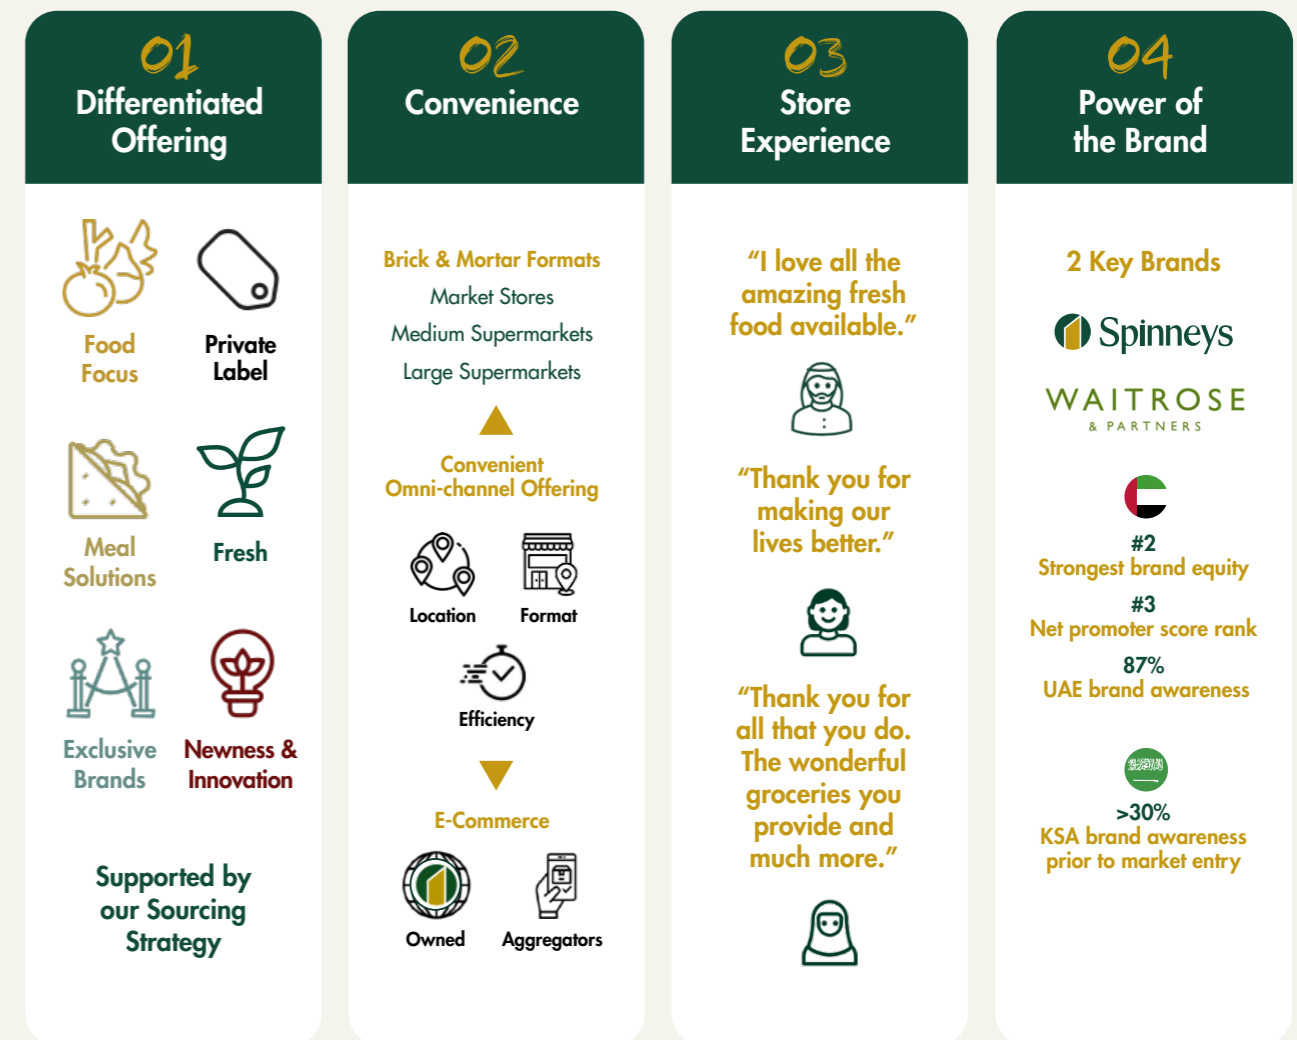 01
Differentiated
Offering
Food
Focus
Private
Label
Meal
Solutions
Fresh
Exclusive
Brands
Newness &
Innovation
Supported by
our Sourcing
Strategy
02
Convenience
Brick & Mortar Formats
Market Stores
Medium Supermarkets
Large Supermarkets
Convenient
Omni-channel Offering
Location
Format
Efficiency
E-Commerce
Owned
Aggregators
03
Store
Experience
“I love all the
amazing fresh
food available.”
“Thank you for
making our
lives better.”
“Thank you for
all that you do.
The wonderful
groceries you
provide and
much more.”
04
Power of
the Brand
2 Key Brands
Spinneys
WAITROSE
& PARTNERS
#2
Strongest brand equity
#3
Net promoter score rank
87%
UAE brand awareness
>30%
KSA brand awareness
prior to market entry